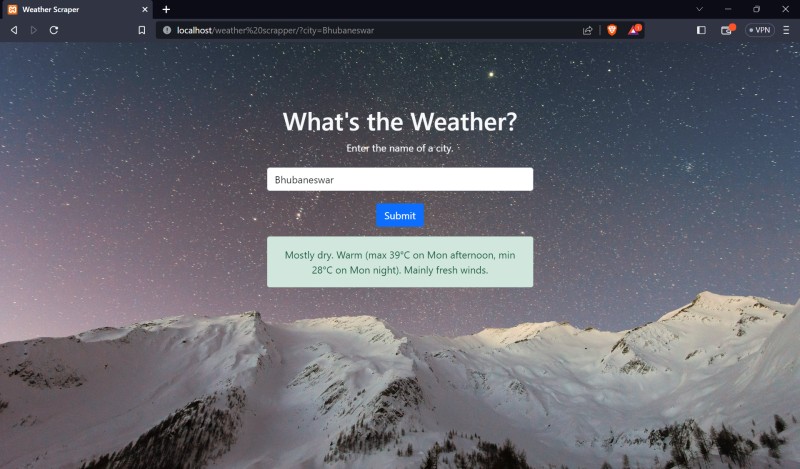 Weather Scraper
localhost/weather%20scrapper/?city=Bhubaneswar
1
VPN
What's the Weather?
Enter the name of a city.
Bhubaneswar
Submit
Mostly dry. Warm (max 39°C on Mon afternoon, min
28°C on Mon night). Mainly fresh winds.